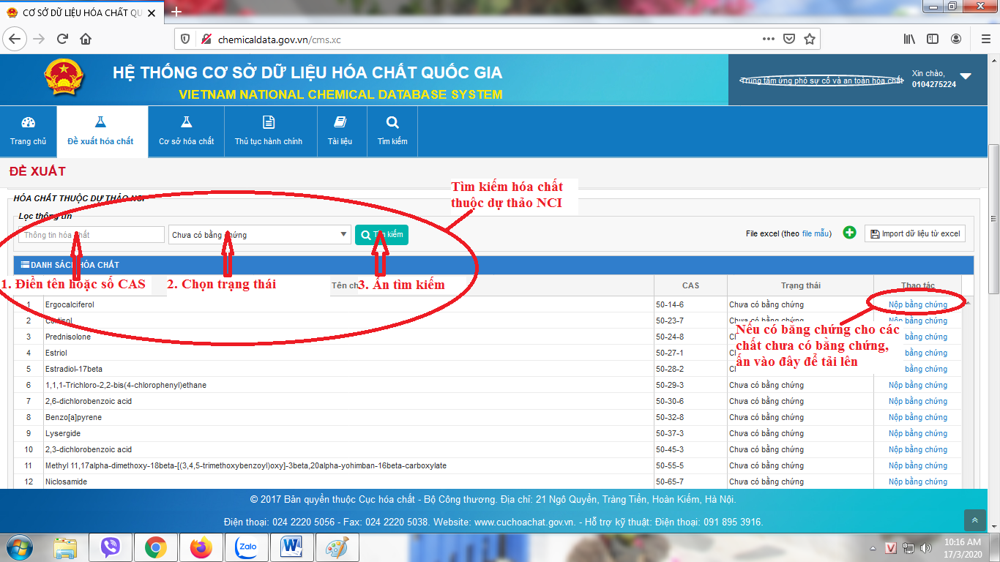 CƠ SỞ DỮ LIỆU HÓA CHẤT QU
chemicaldata.gov.vn/cms.xc
HỆ THỐNG CƠ SỞ DỮ LIỆU HÓA CHẤT QUỐC GIA
VIETNAM NATIONAL CHEMICAL DATABASE SYSTEM
Trung tâm ứng phó sự cố và an toàn hóa chất
Xin chào,
0104275224
Trang chủ
Đề xuất hóa chất
Cơ sở hóa chất
Thủ tục hành chính
Tài liệu
Tìm kiếm
ĐỀ XUẤT
HÓA CHẤT THUỘC DỰ THẢO NCI
Tìm kiếm hóa chất
thuộc dự thảo NCI
Lọc thông tin
Thông tin hóa chất
Chưa có bằng chứng
Tìm kiếm
File excel (theo file mẫu)
Import dữ liệu từ excel
DANH SÁCH HÓA CHẤT
1. Điền tên hoặc số CAS
2. Chọn trạng thái
3. Ấn tìm kiếm
Tên CAS Trạng thái Thao tác
1 Ergocalciferol 50-14-6 Chưa có bằng chứng Nộp bằng chứng
2 Cortisol 50-23-7 Chưa có bằng chứng Nộp bằng chứng
3 Prednisolone 50-24-8 bằng chứng
4 Estriol 50-27-1 bằng chứng
5 Estradiol-17beta 50-28-2 bằng chứng
Nếu có bằng chứng cho các
chất chưa có bằng chứng,
ấn vào đây để tải lên
6 1,1,1-Trichloro-2,2-bis(4-chlorophenyl)ethane 50-29-3 Chưa có bằng chứng Nộp bằng chứng
7 2,6-dichlorobenzoic acid 50-30-6 Chưa có bằng chứng Nộp bằng chứng
8 Benzo[a]pyrene 50-32-8 Chưa có bằng chứng Nộp bằng chứng
9 Lysergide 50-37-3 Chưa có bằng chứng Nộp bằng chứng
10 2,3-dichlorobenzoic acid 50-45-3 Chưa có bằng chứng Nộp bằng chứng
11 Methyl 11,17alpha-dimethoxy-18beta-[(3,4,5-trimethoxybenzoyl)oxy]-3beta,20alpha-yohimban-16beta-carboxylate 50-55-5 Chưa có bằng chứng Nộp bằng chứng
12 Niclosamide 50-65-7 Chưa có bằng chứng Nộp bằng chứng
© 2017 Bản quyền thuộc Cục hóa chất - Bộ Công thương. Địa chỉ: 21 Ngô Quyền, Tràng Tiền, Hoàn Kiếm, Hà Nội.
Điện thoại: 024 2220 5056 - Fax: 024 2220 5038. Website: www.cuchoachat.gov.vn. - Hỗ trợ kỹ thuật: Điện thoại: 091 895 3916.
Zalo
10:16 AM
17/3/2020